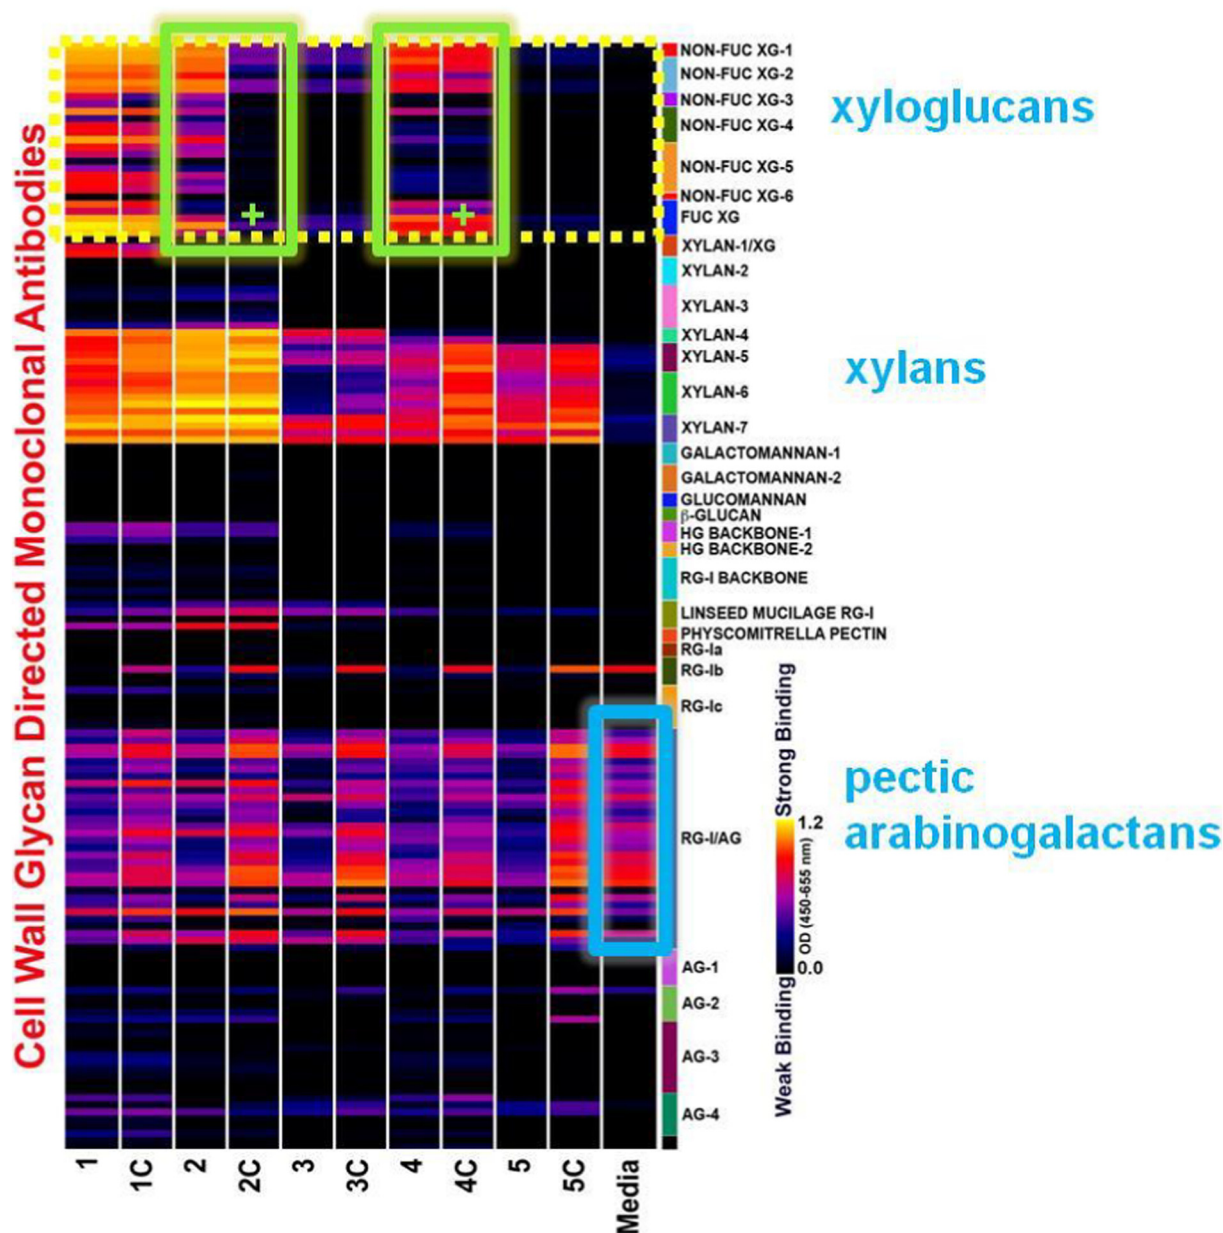 Cell Wall Glycan Directed Monoclonal Antibodies
NON-FUC XG-1
NON-FUC XG-2
NON-FUC XG-3
NON-FUC XG-4
NON-FUC XG-5
NON-FUC XG-6
FUC XG
XYLAN-1/XG
XYLAN-2
XYLAN-3
XYLAN-4
XYLAN-5
XYLAN-6
XYLAN-7
GALACTOMANNAN-1
GALACTOMANNAN-2
GLUCOMANNAN
β-GLUCAN
HG BACKBONE-1
HG BACKBONE-2
RG-I BACKBONE
LINSEED MUCILAGE RG-I
PHYSCOMITRELLA PECTIN
RG-Ia
RG-Ib
RG-Ic
RG-I/AG
AG-1
AG-2
AG-3
AG-4
xyloglucans
xylans
pectic
arabinogalactans
+
+
Strong Binding
1.2
OD (450-655 nm)
0.0
Weak Binding
1
1C
2
2C
3
3C
4
4C
5
5C
Media